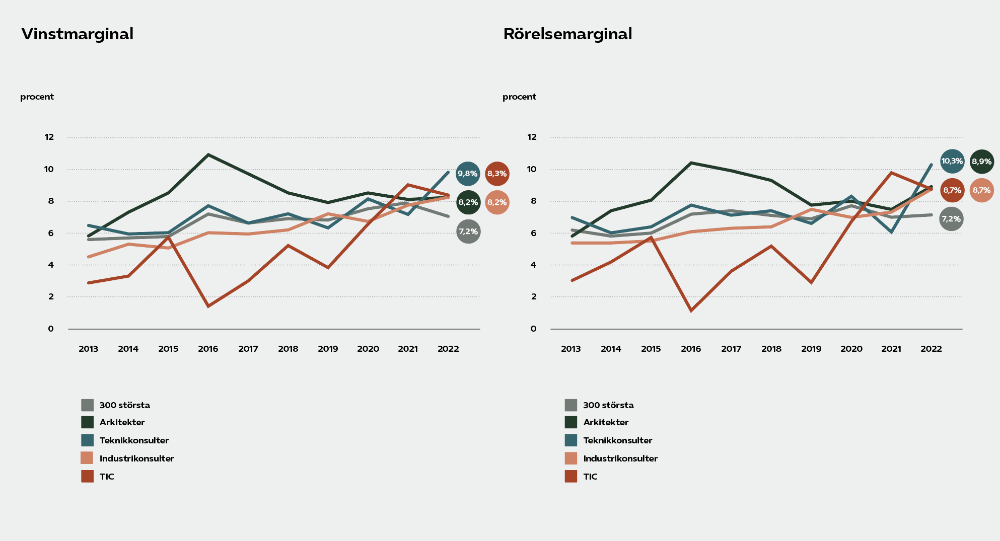 Vinstmarginal
procent
12
10
8
6
4
2
0
2013 2014 2015 2016 2017 2018 2019 2020 2021 2022
9,8% 8,3%
8,2% 8,2%
7,2%
300 största
Arkitekter
Teknikkonsulter
Industrikonsulter
TIC
Rörelsemarginal
procent
12
10
8
6
4
2
0
2013 2014 2015 2016 2017 2018 2019 2020 2021 2022
10,3% 8,9%
8,7% 8,7%
7,2%
300 största
Arkitekter
Teknikkonsulter
Industrikonsulter
TIC